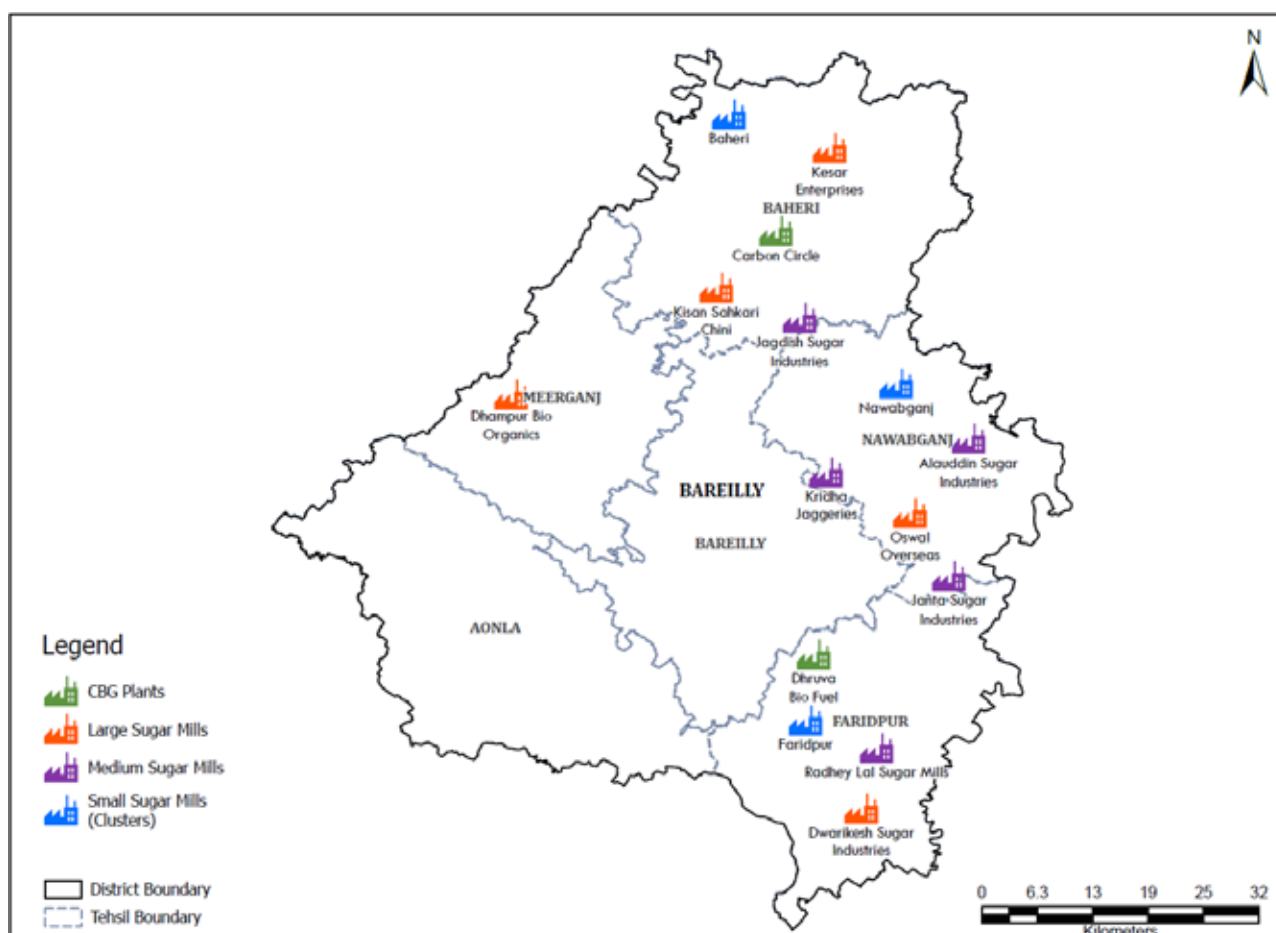 N
Baheri
Kesar
Enterprises
BAHERI
Carbon Circle
Kisan Sahkari
Chini
Jagdish Sugar
Industries
MEERGANJ
Dhampur Bio
Organics
Nawabganj
NAWABGANJ
Alauddin Sugar
Industries
BAREILLY
Kridha
Jaggeries
BAREILLY
Oswal
Overseas
Janta Sugar
Industries
AONLA
Dhruva
Bio Fuel
FARIDPUR
Faridpur
Radhey Lal Sugar Mills
Dwarikesh Sugar
Industries
Legend
CBG Plants
Large Sugar Mills
Medium Sugar Mills
Small Sugar Mills
(Clusters)
District Boundary
Tehsil Boundary
0 6.3 13 19 25 32
Kilometers